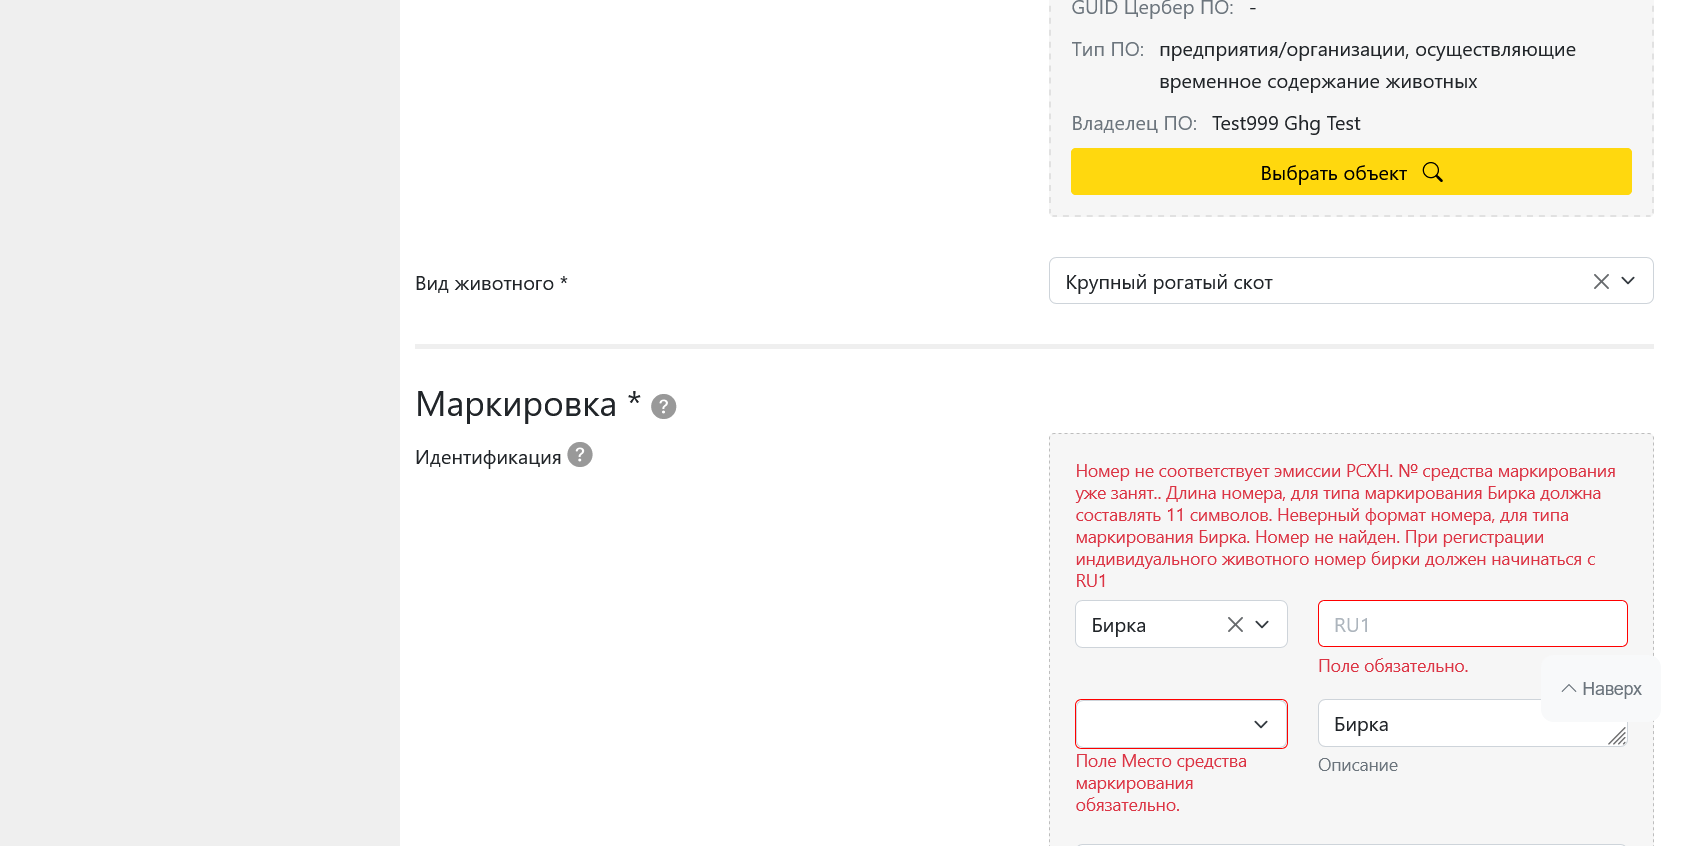 GUID Цербер ПО: -
Тип ПО: предприятия/организации, осуществляющие
временное содержание животных
Владелец ПО: Test999 Ghg Test
Выбрать объект
Вид животного *
Крупный рогатый скот
Маркировка * ?
Идентификация ?
Номер не соответствует эмиссии РСХН. № средства маркирования
уже занят.. Длина номера, для типа маркирования Бирка должна
составлять 11 символов. Неверный формат номера, для типа
маркирования Бирка. Номер не найден. При регистрации
индивидуального животного номер бирки должен начинаться с
RU1
Бирка
RU1
Поле обязательно.
Наверх
Бирка
Поле Место средства
маркирования
обязательно.
Описание